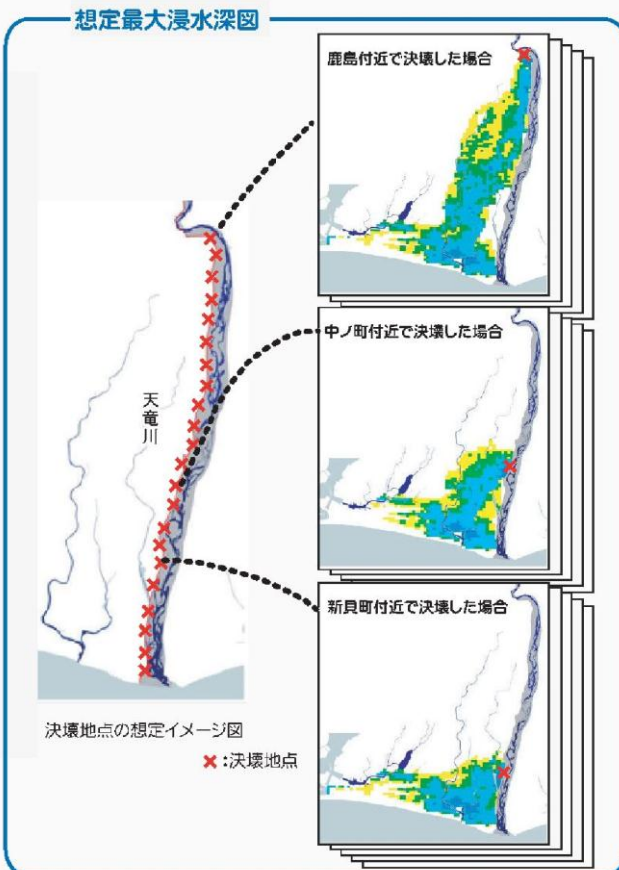 想定最大浸水深図
鹿島付近で決壊した場合
中ノ町付近で決壊した場合
天竜川
新貝町付近で決壊した場合
決壊地点の想定イメージ図
×:決壊地点